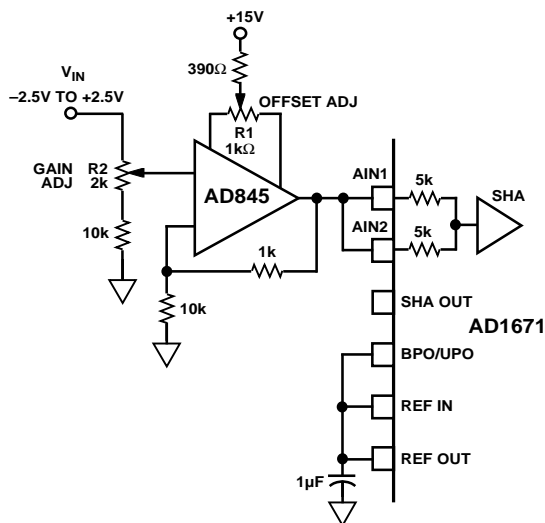 +15V
390Ω
V_IN
–2.5V TO +2.5V
OFFSET ADJ
R1
1kΩ
GAIN
ADJ
R2
2k
AD845
10k
1k
10k
AIN1
5k
SHA
AIN2
5k
SHA OUT
AD1671
BPO/UPO
REF IN
REF OUT
1µF